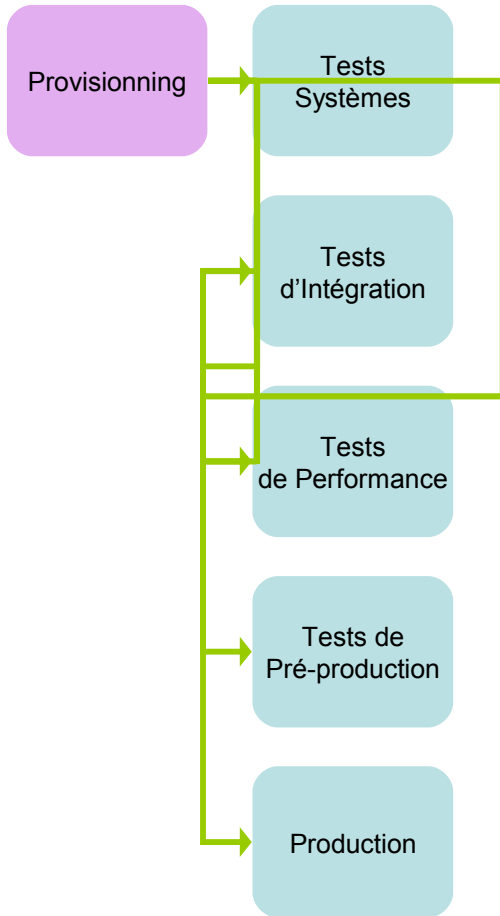 Provisionning
Tests
Systèmes
Tests
d’Intégration
Tests
de Performance
Tests de
Pré-production
Production